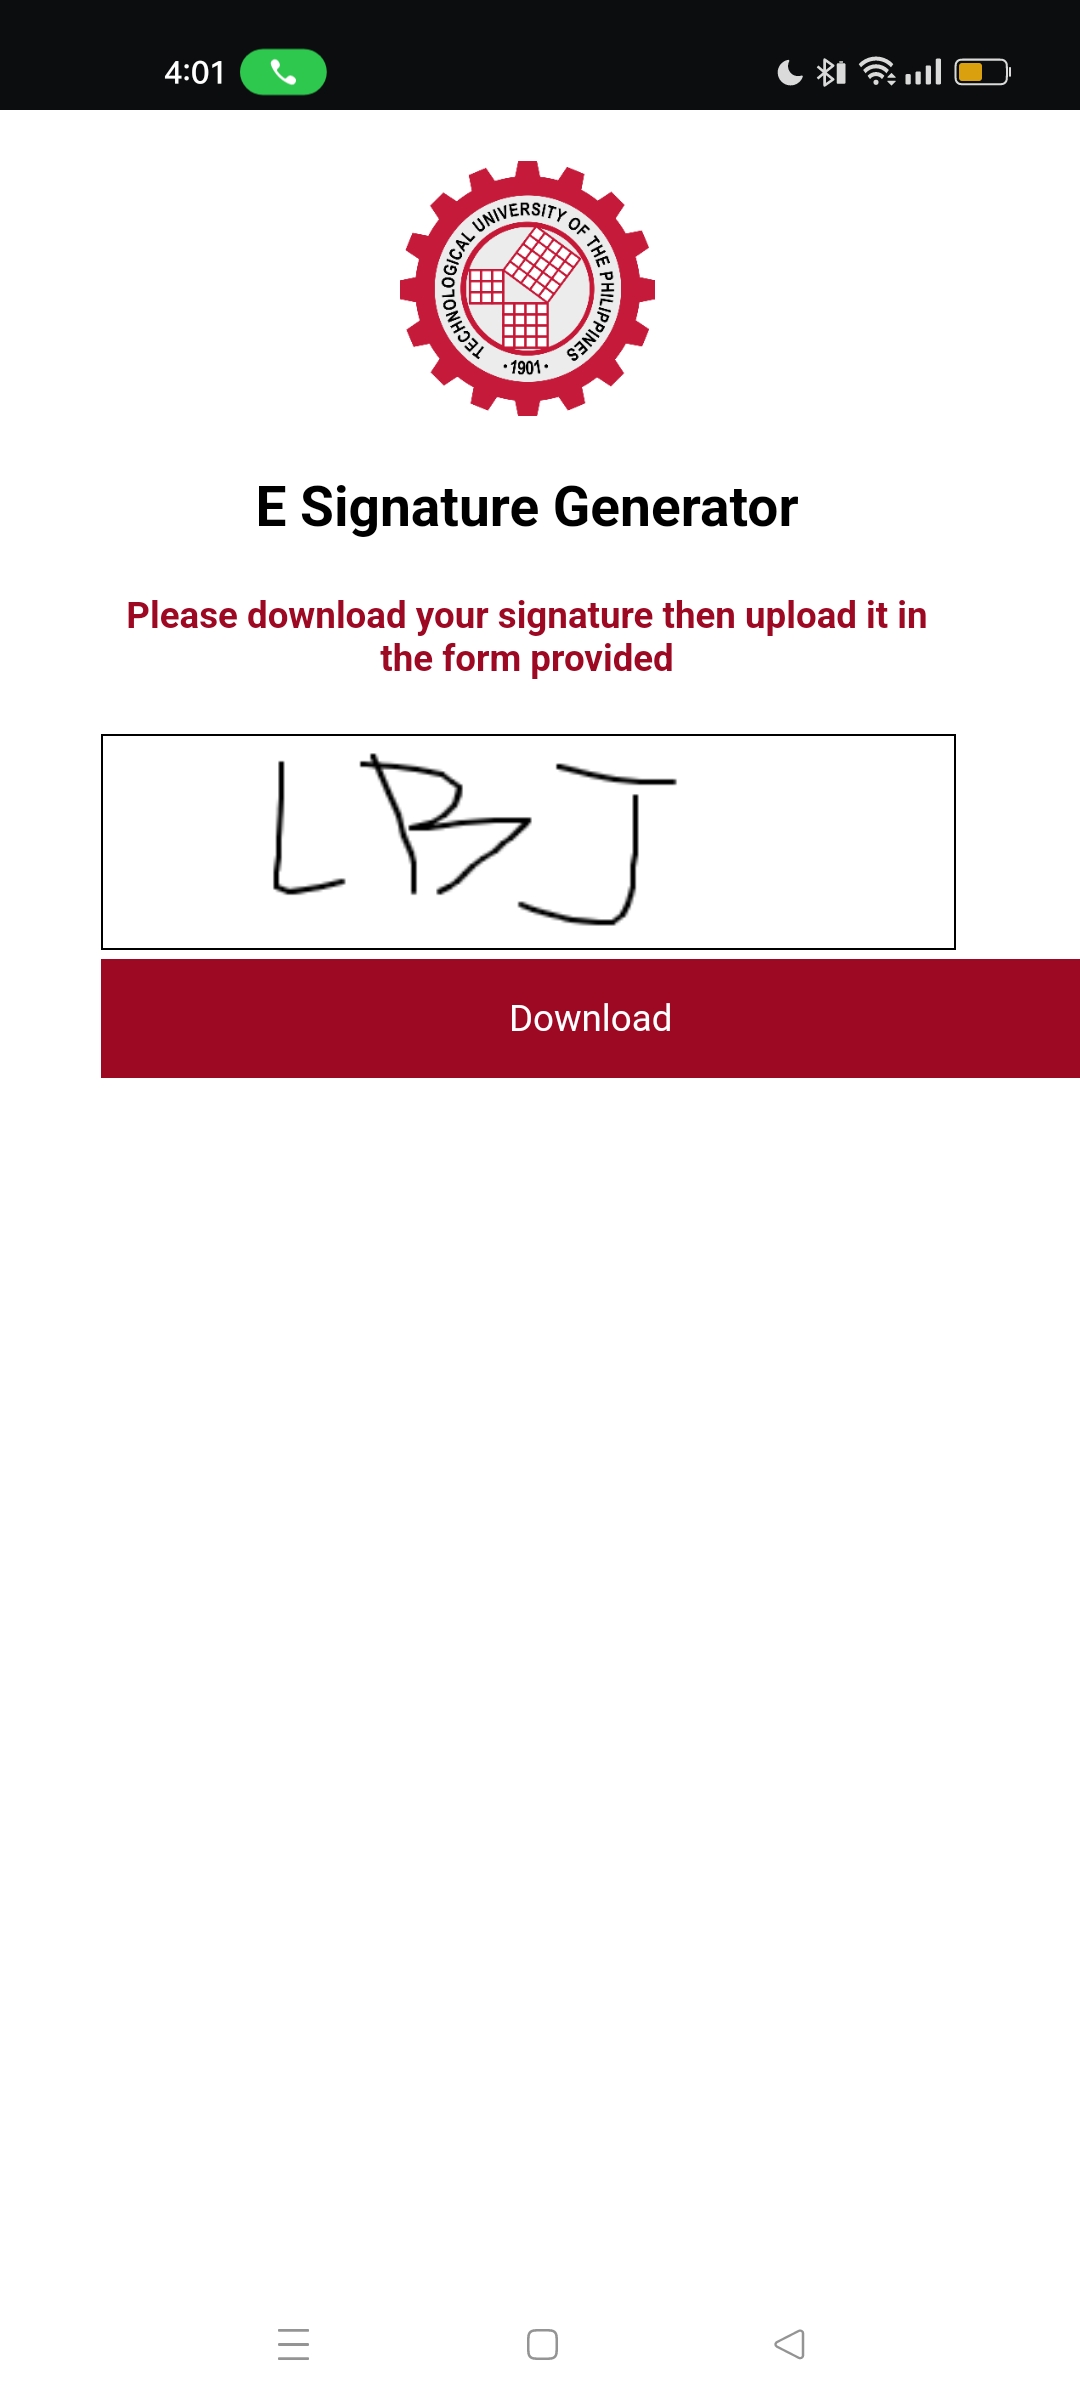 4:01
TECHNOLOGICAL UNIVERSITY OF THE PHILIPPINES
· 1901 ·
E Signature Generator
Please download your signature then upload it in
the form provided
LBJ
Download